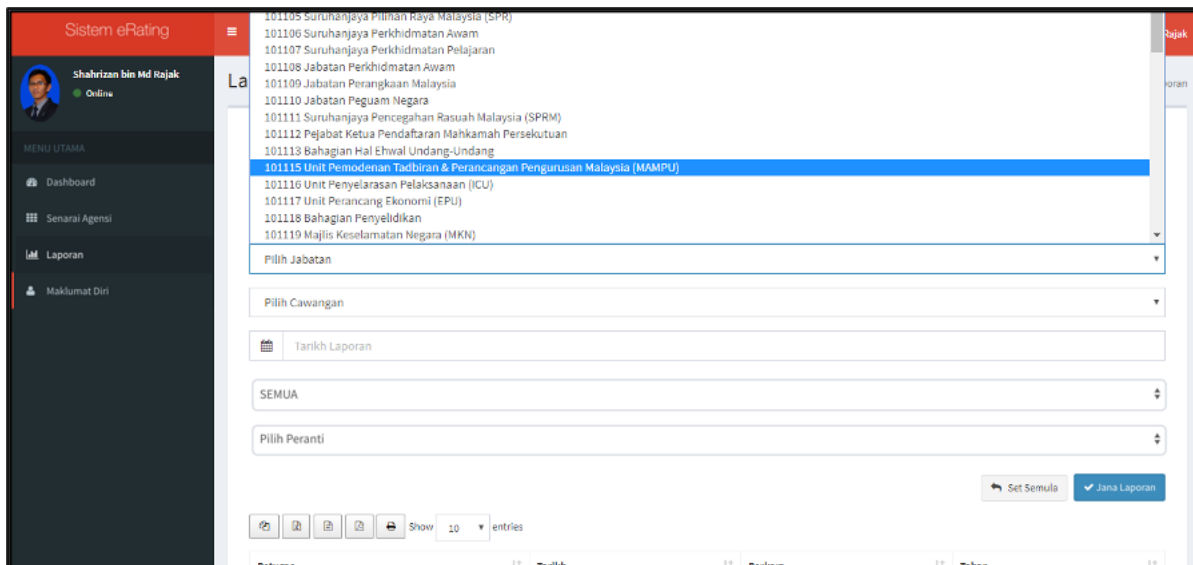 Sistem eRating
Rajak
Shahrizan bin Md Rajak
Online
MENU UTAMA
Dashboard
Senarai Agensi
Laporan
Maklumat Diri
La
oran
101105 Suruhanjaya Pilihan Raya Malaysia (SPR)
101106 Suruhanjaya Perkhidmatan Awam
101107 Suruhanjaya Perkhidmatan Pelajaran
101108 Jabatan Perkhidmatan Awam
101109 Jabatan Perangkaan Malaysia
101110 Jabatan Peguam Negara
101111 Suruhanjaya Pencegahan Rasuah Malaysia (SPRM)
101112 Pejabat Ketua Pendaftaran Mahkamah Persekutuan
101113 Bahagian Hal Ehwal Undang-Undang
101115 Unit Pemodenan Tadbiran & Perancangan Pengurusan Malaysia (MAMPU)
101116 Unit Penyelarasan Pelaksanaan (ICU)
101117 Unit Perancang Ekonomi (EPU)
101118 Bahagian Penyelidikan
101119 Majlis Keselamatan Negara (MKN)
Pilih Jabatan
Pilih Cawangan
Tarikh Laporan
SEMUA
Pilih Peranti
Set Semula
Jana Laporan
Show 10 entries
Tarikh